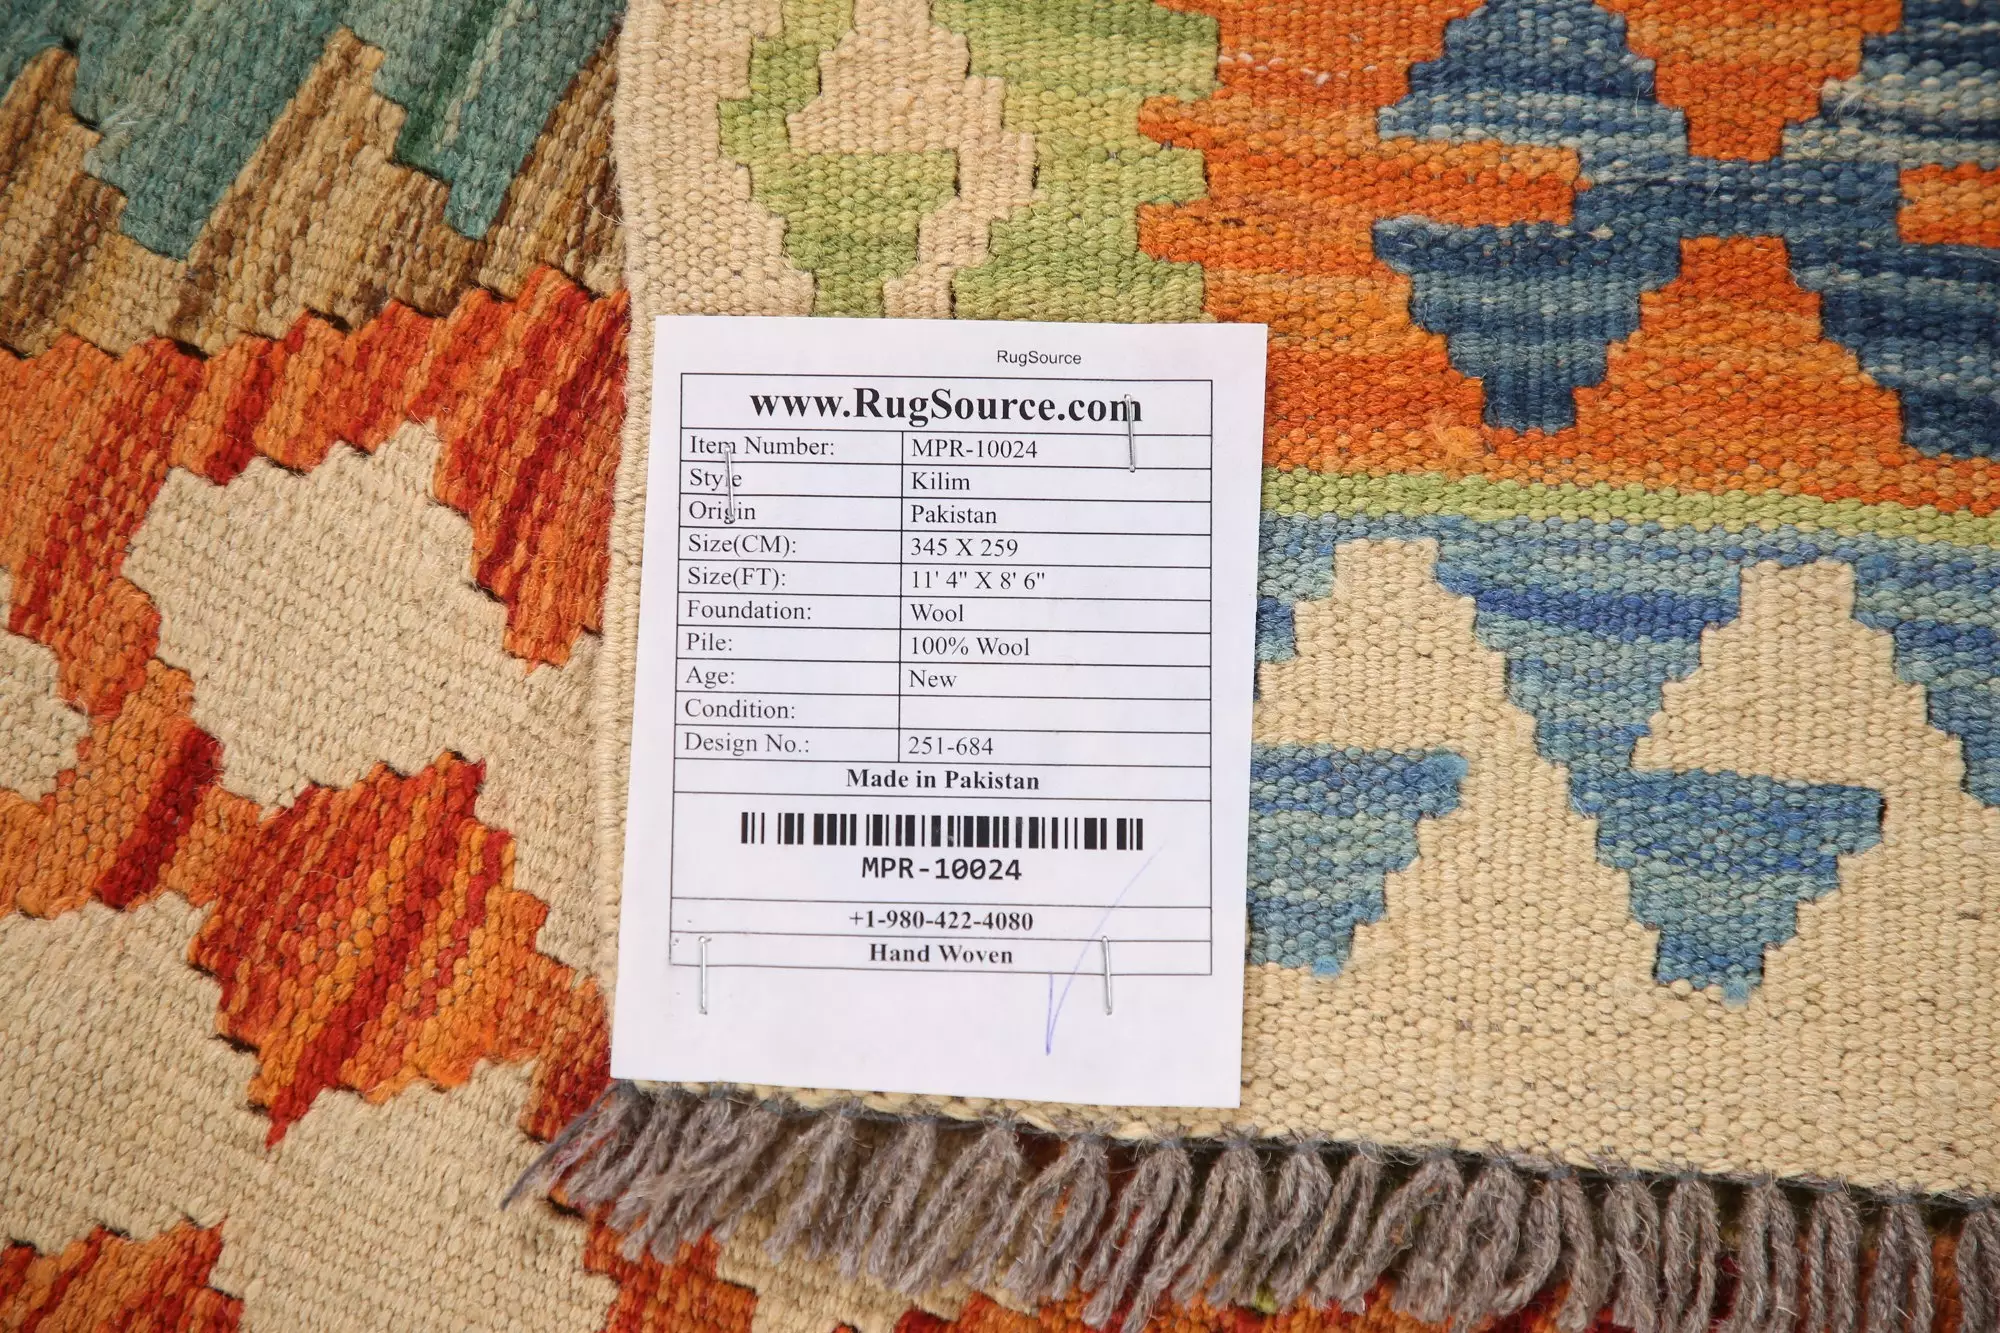 RugSource
www.RugSource.com
Item Number: MPR-10024
Style Kilim
Origin Pakistan
Size(CM): 345 X 259
Size(FT): 11' 4" X 8' 6"
Foundation: Wool
Pile: 100% Wool
Age: New
Condition:
Design No.: 251-684
Made in Pakistan
MPR-10024
+1-980-422-4080
Hand Woven